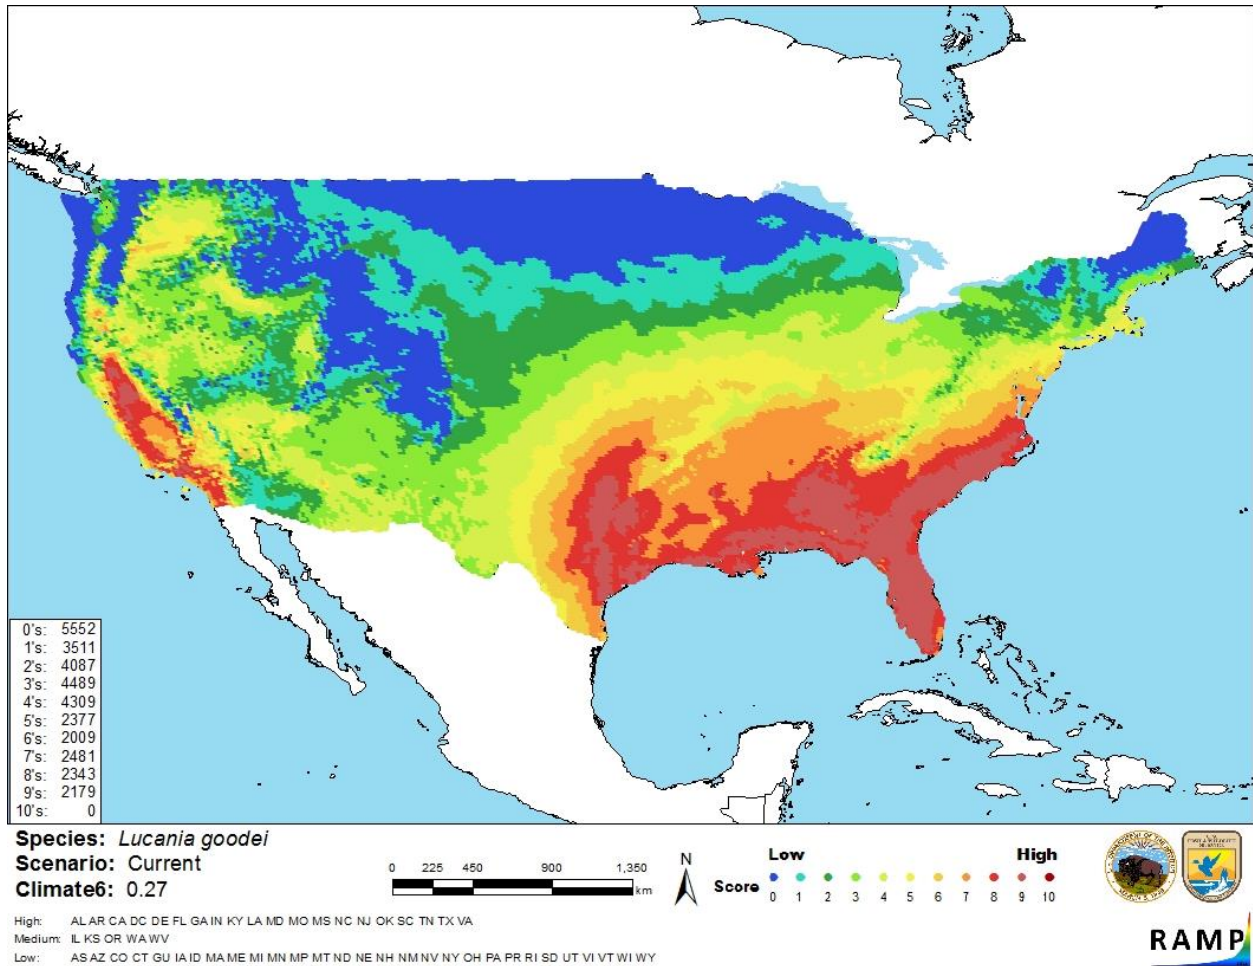 0's: 5552
1's: 3511
2's: 4087
3's: 4489
4's: 4309
5's: 2377
6's: 2009
7's: 2481
8's: 2343
9's: 2179
10's: 0
Species: Lucania goodei
Scenario: Current
Climate6: 0.27
0 225 450 900 1,350
km
N
Low High
Score
0 1 2 3 4 5 6 7 8 9 10
High: AL AR CA DC DE FL GA IN KY LA MD MO MS NC NJ OK SC TN TX VA
Medium: IL KS OR WA WV
Low: AS AZ CO CT GU IA ID MA ME MI MN MP MT ND NE NH NM NV NY OH PA PR RI SD UT VI VT WI WY
RAMP